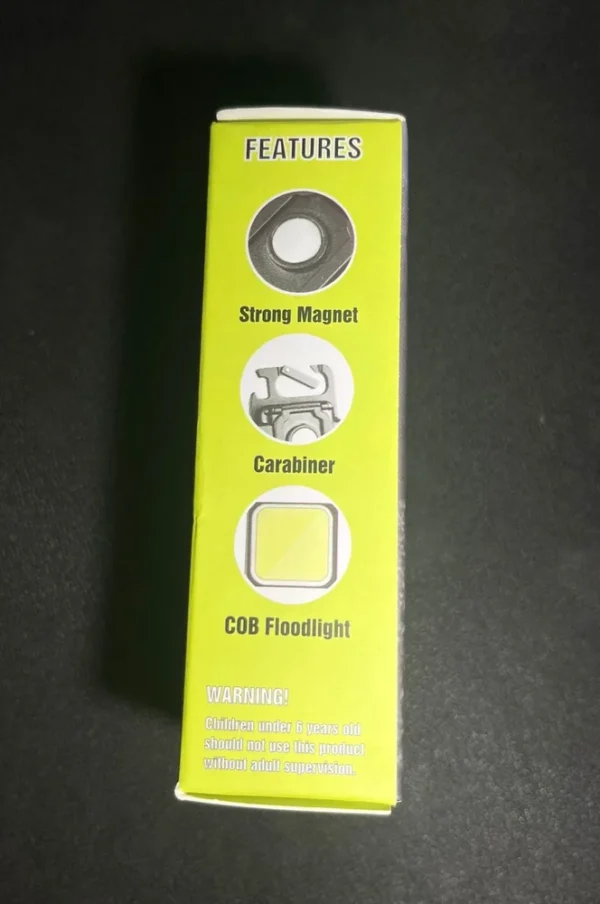 FEATURES
Strong Magnet
Carabiner
COB Floodlight
WARNING!
Children under 6 years old
should not use this product
without adult supervision.